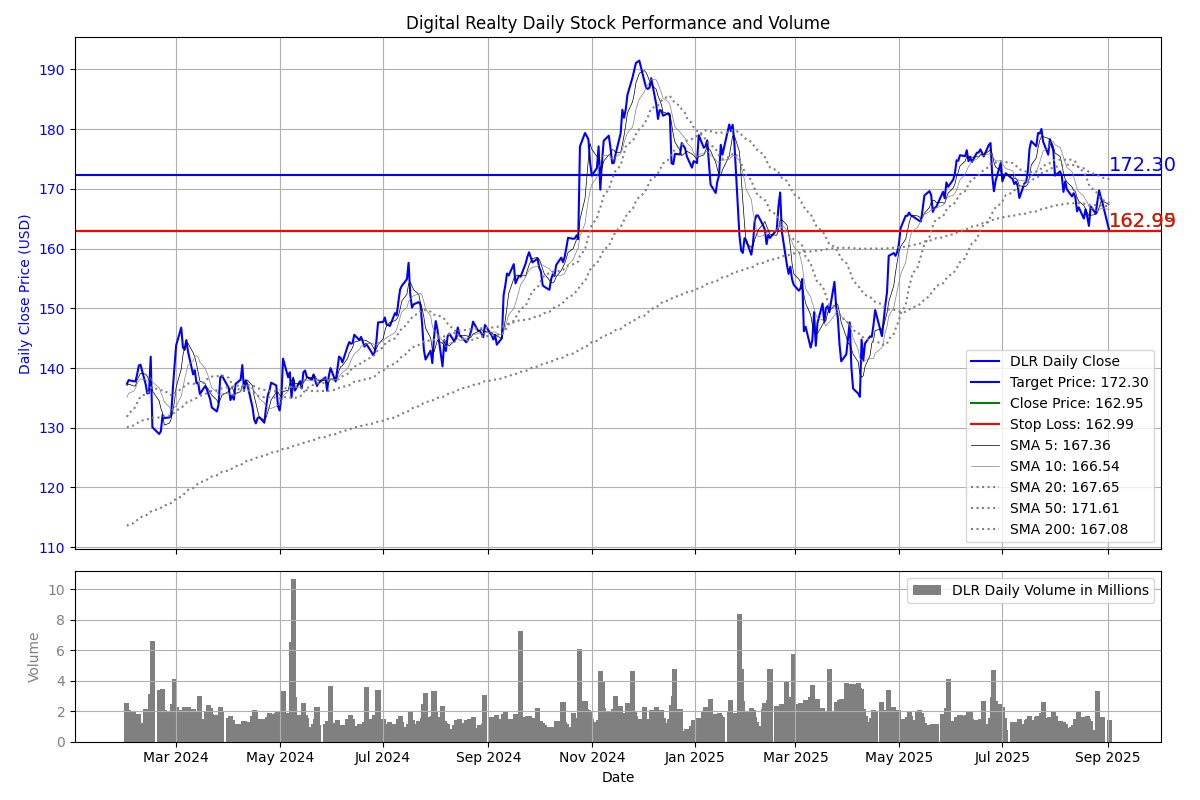 Digital Realty Daily Stock Performance and Volume
Daily Close Price (USD)
190
180
170
160
150
140
130
120
110
172.30
162.99
DLR Daily Close
Target Price: 172.30
Close Price: 162.95
Stop Loss: 162.99
SMA 5: 167.36
SMA 10: 166.54
SMA 20: 167.65
SMA 50: 171.61
SMA 200: 167.08
Volume
10
8
6
4
2
0
DLR Daily Volume in Millions
Mar 2024
May 2024
Jul 2024
Sep 2024
Nov 2024
Jan 2025
Mar 2025
May 2025
Jul 2025
Sep 2025
Date